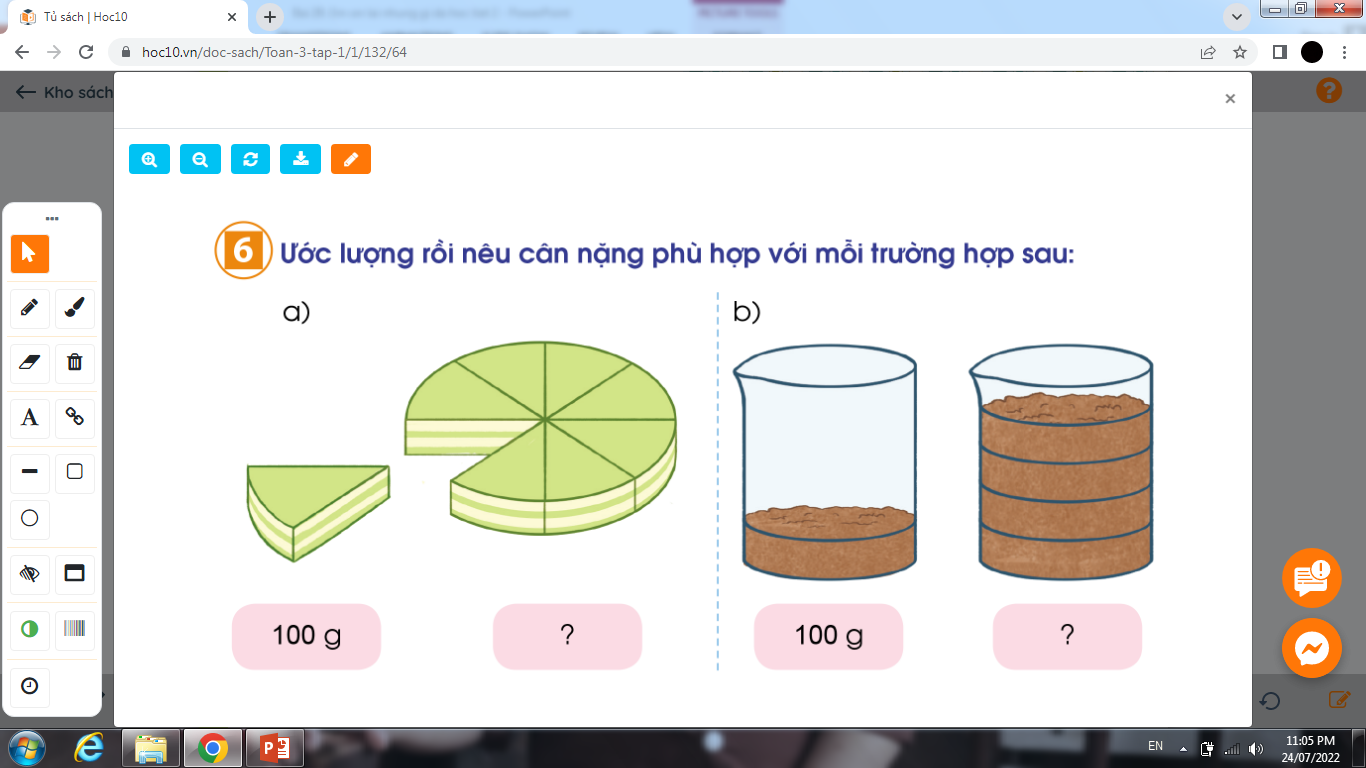 Tủ sách | Hoc10
hoc10.vn/doc-sach/Toan-3-tap-1/1/132/64
Kho sách
6 Ước lượng rồi nêu cân nặng phù hợp với mỗi trường hợp sau:
a)
b)
100 g
?
100 g
?
EN
11:05 PM
24/07/2022